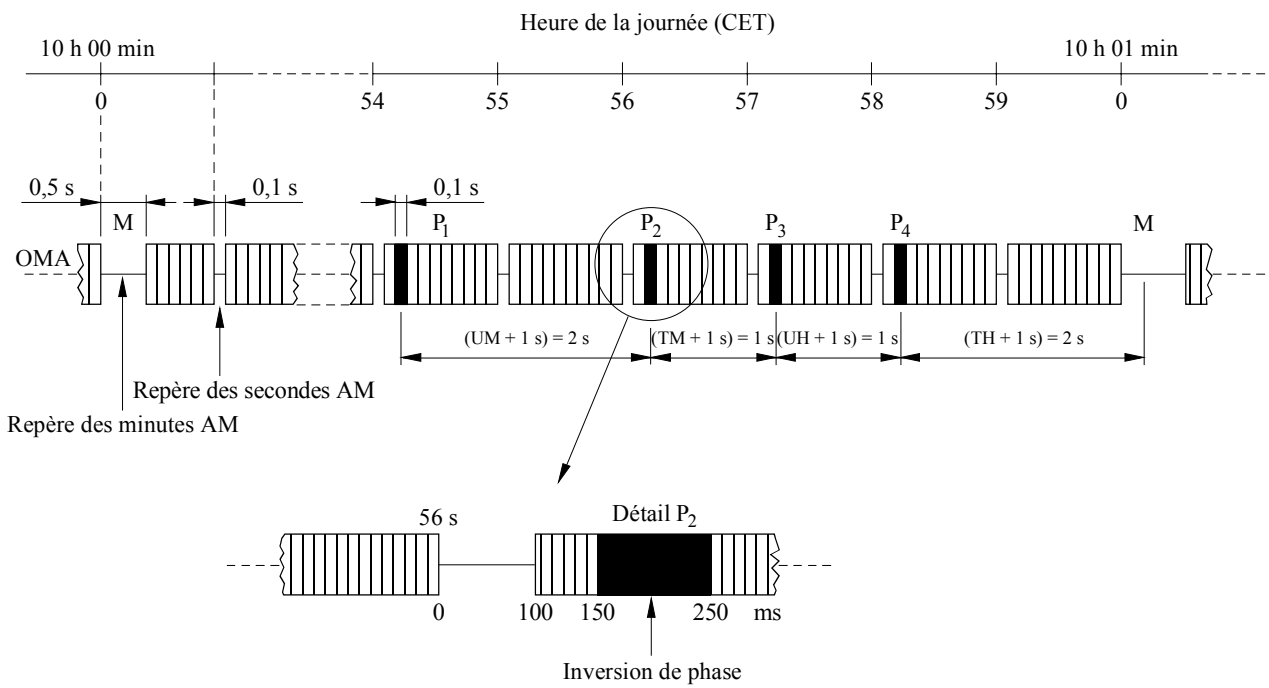 Heure de la journée (CET)
10 h 00 min
10 h 01 min
0
54
55
56
57
58
59
0
0,5 s
0,1 s
0,1 s
M
P1
P2
P3
P4
M
OMA
(UM + 1 s) = 2 s
(TM + 1 s) = 1 s
(UH + 1 s) = 1 s
(TH + 1 s) = 2 s
Repère des secondes AM
Repère des minutes AM
56 s
Détail P2
0
100
150
250
ms
Inversion de phase